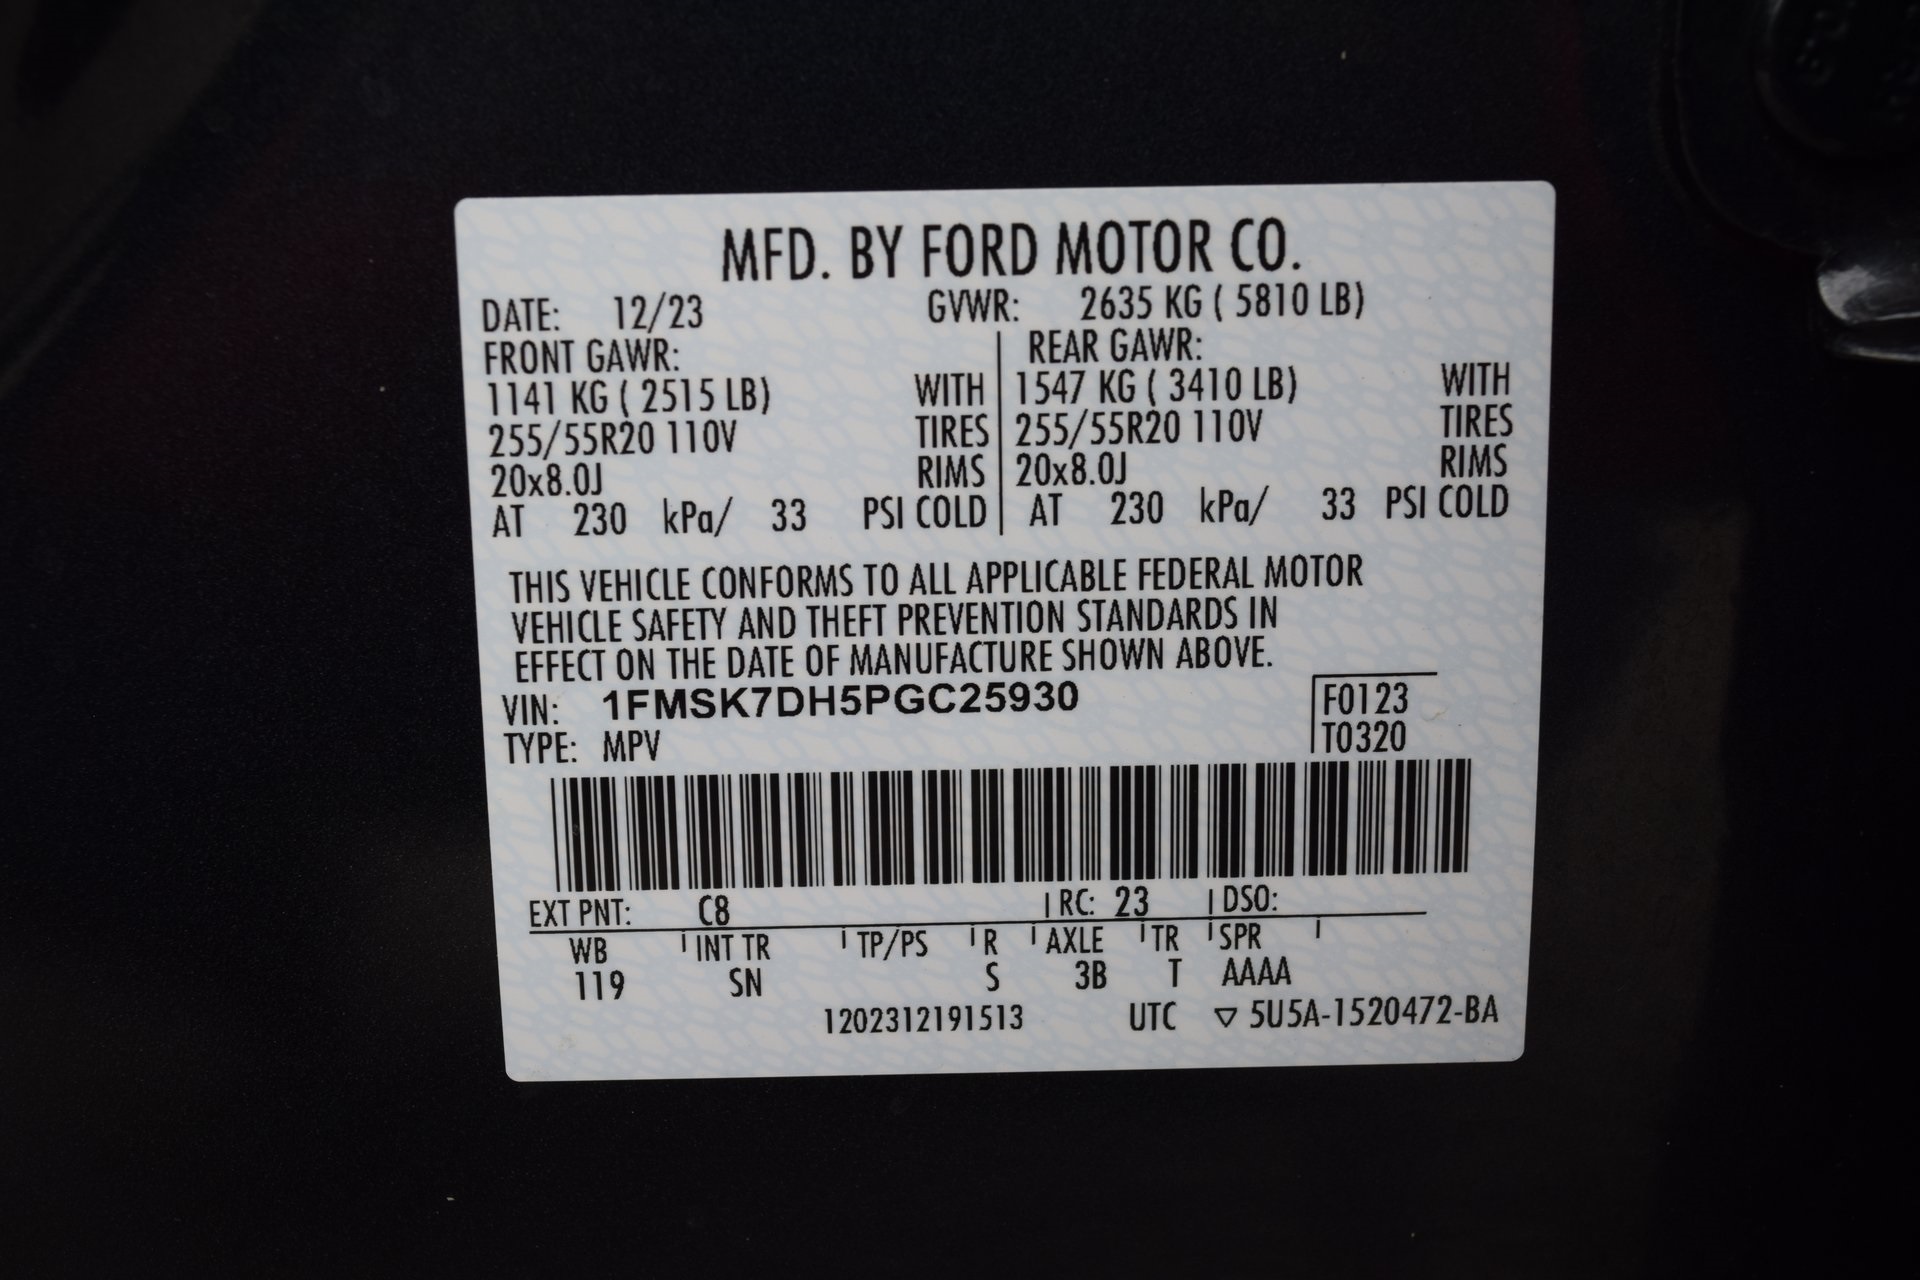 MFD. BY FORD MOTOR CO.
DATE: 12/23 GVWR: 2635 KG ( 5810 LB)
FRONT GAWR: REAR GAWR:
1141 KG ( 2515 LB) WITH 1547 KG ( 3410 LB) WITH
255/55R20 110V TIRES 255/55R20 110V TIRES
20x8.0J RIMS 20x8.0J RIMS
AT 230 kPa/ 33 PSI COLD AT 230 kPa/ 33 PSI COLD
THIS VEHICLE CONFORMS TO ALL APPLICABLE FEDERAL MOTOR
VEHICLE SAFETY AND THEFT PREVENTION STANDARDS IN
EFFECT ON THE DATE OF MANUFACTURE SHOWN ABOVE.
VIN: 1FMSK7DH5PGC25930 F0123
TYPE: MPV T0320
EXT PNT: C8 RC: 23 DSO:
WB INT TR TP/PS R AXLE TR SPR
119 SN S 3B T AAAA
1202312191513 UTC ▽ 5U5A-1520472-BA